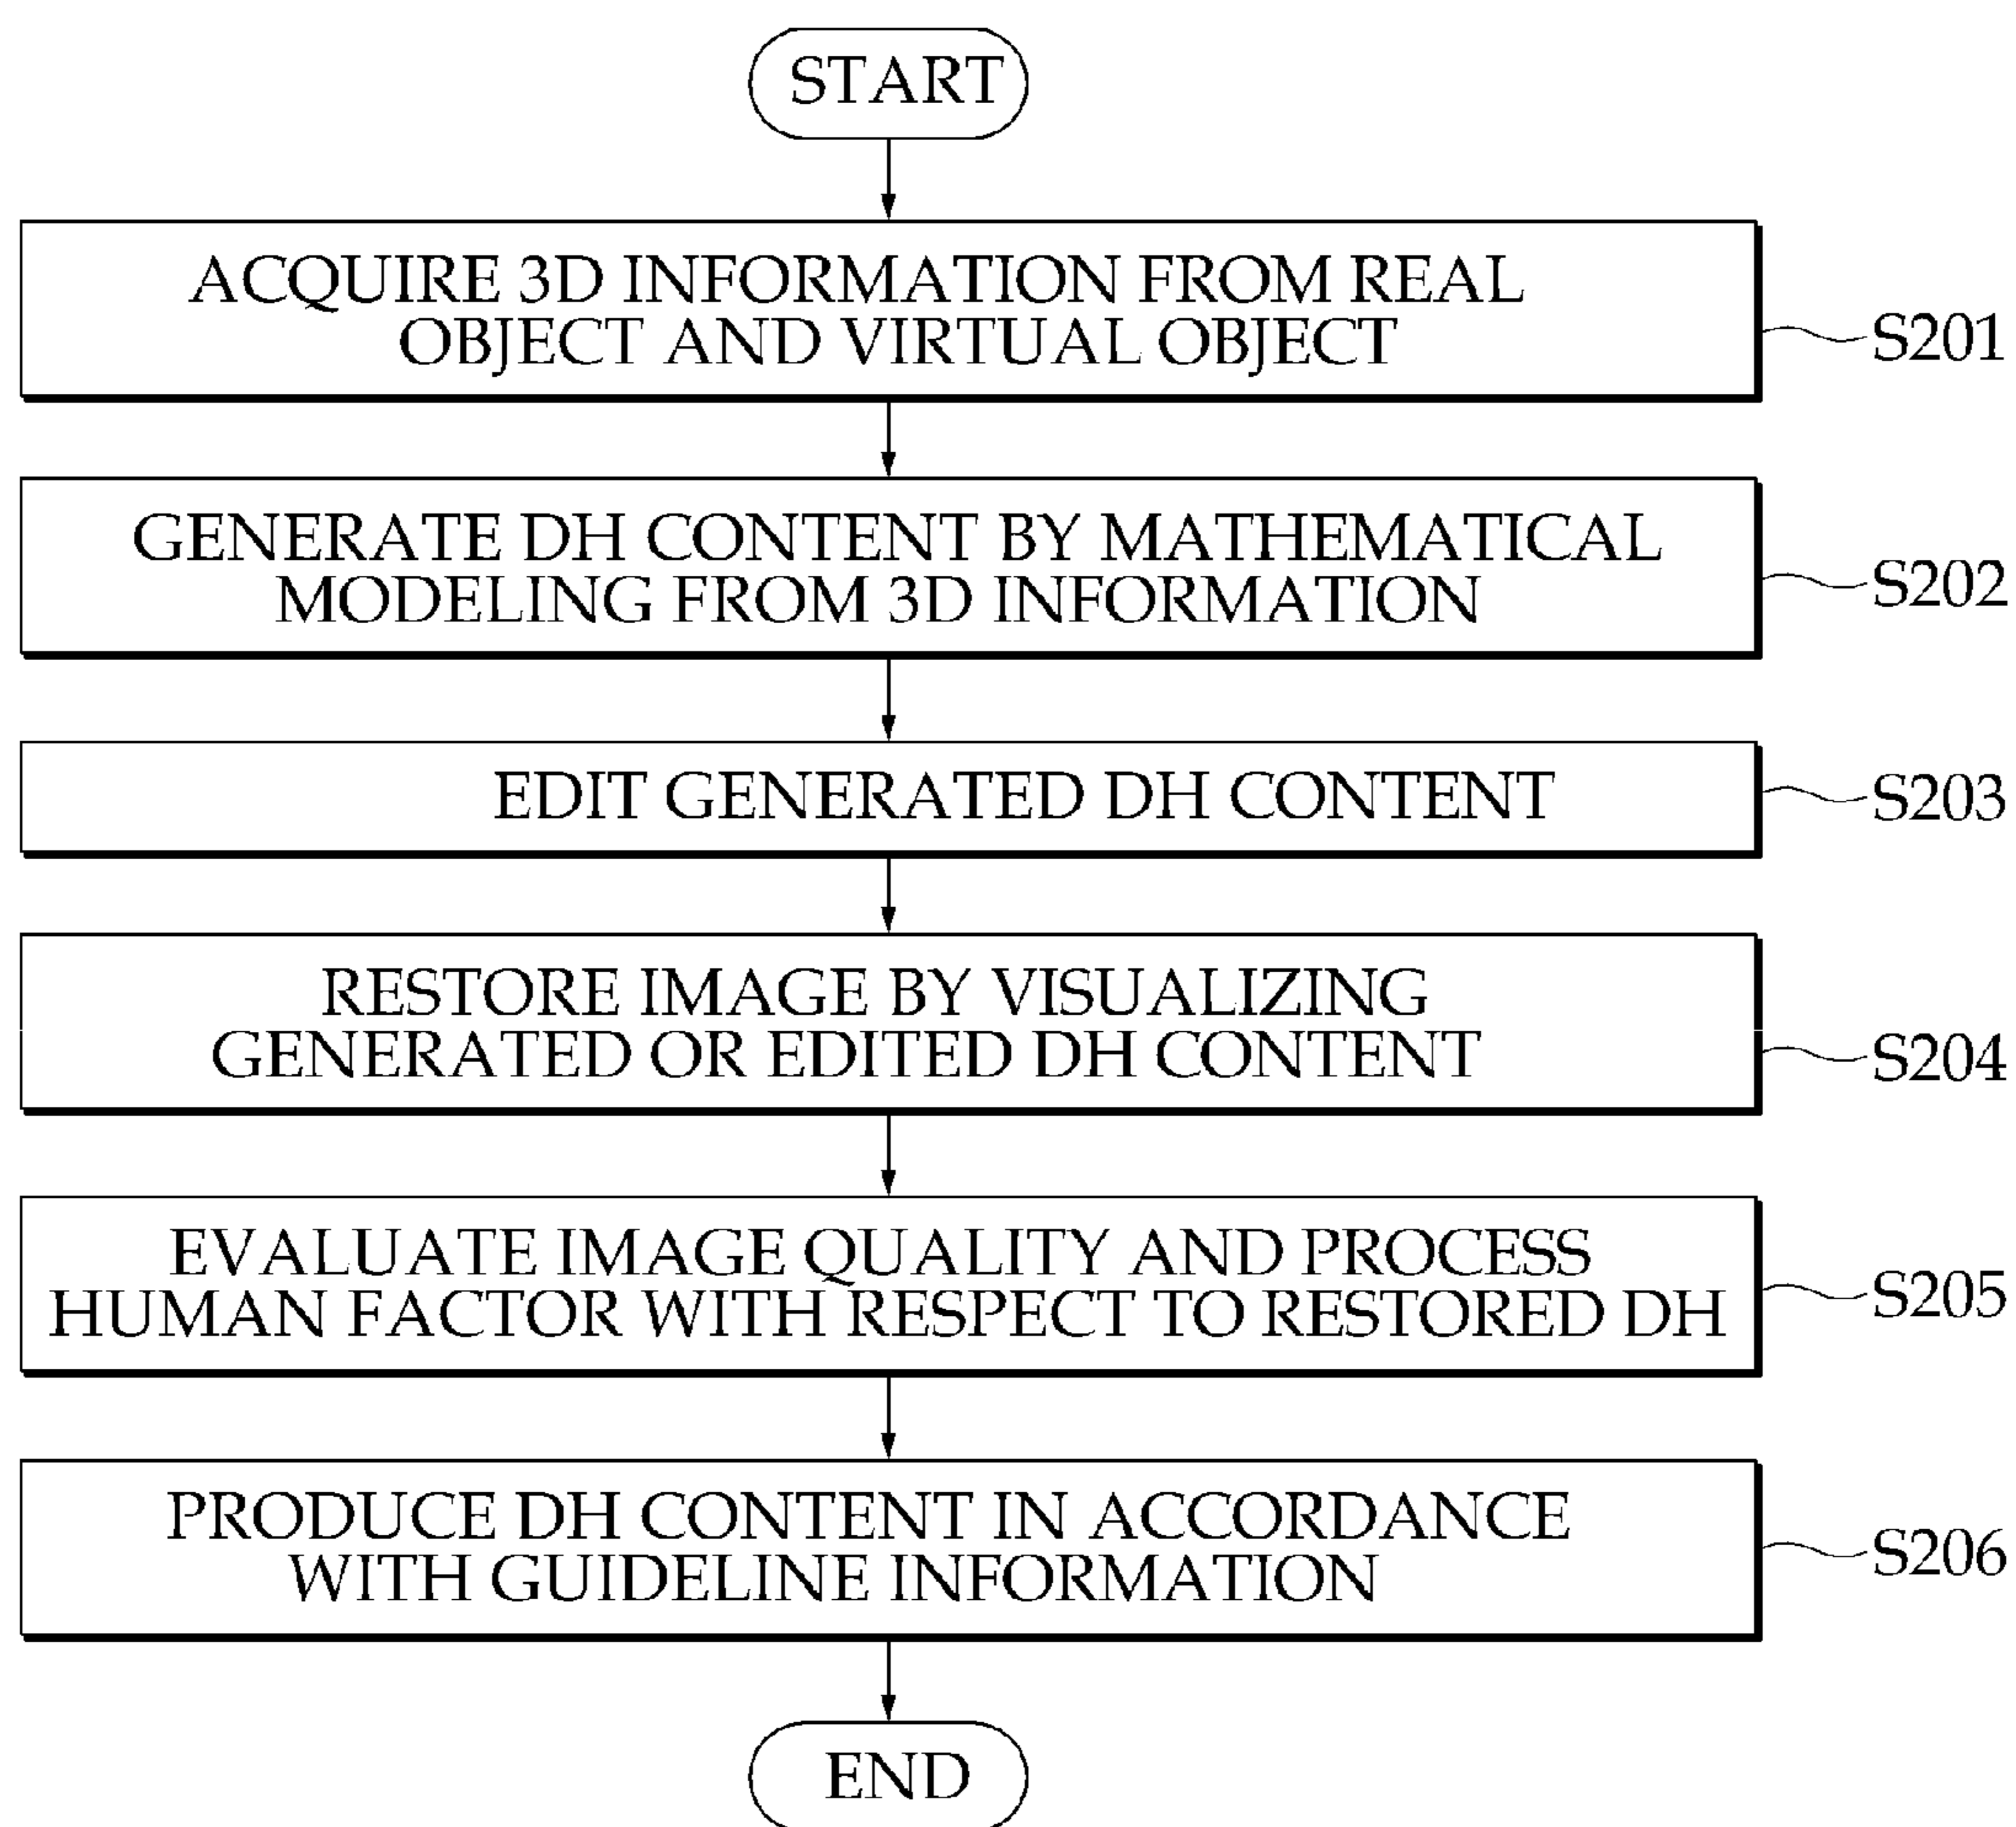 START
ACQUIRE 3D INFORMATION FROM REAL
OBJECT AND VIRTUAL OBJECT
S201
GENERATE DH CONTENT BY MATHEMATICAL
MODELING FROM 3D INFORMATION
S202
EDIT GENERATED DH CONTENT
S203
RESTORE IMAGE BY VISUALIZING
GENERATED OR EDITED DH CONTENT
S204
EVALUATE IMAGE QUALITY AND PROCESS
HUMAN FACTOR WITH RESPECT TO RESTORED DH
S205
PRODUCE DH CONTENT IN ACCORDANCE
WITH GUIDELINE INFORMATION
S206
END